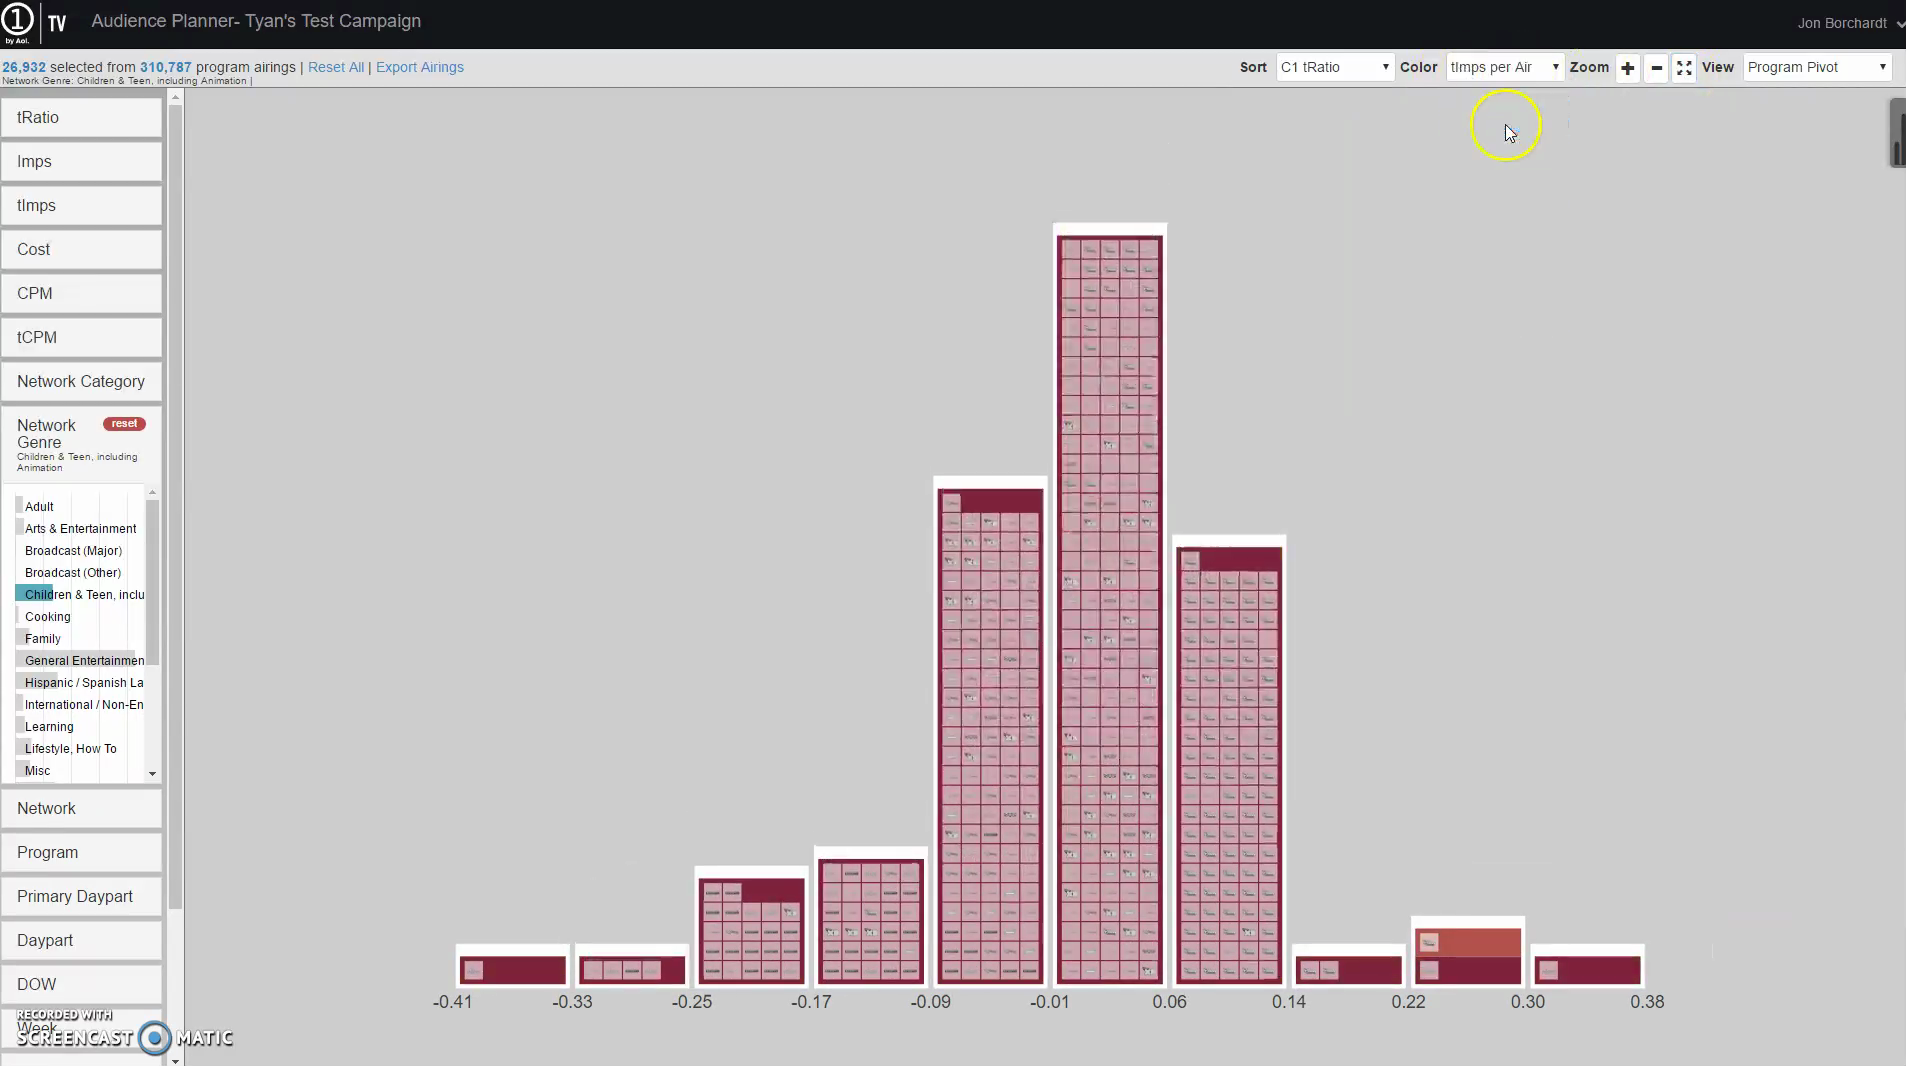 1
by Aol.
TV
Audience Planner- Tyan's Test Campaign
Jon Borchardt
26,932 selected from 310,787 program airings | Reset All | Export Airings
Network Genre: Children & Teen, including Animation |
Sort C1 tRatio Color tImps per Air Zoom View Program Pivot
tRatio
Imps
tImps
Cost
CPM
tCPM
Network Category
Network Genre reset
Children & Teen, including
Animation
Adult
Arts & Entertainment
Broadcast (Major)
Broadcast (Other)
Children & Teen, inclu
Cooking
Family
General Entertainmen
Hispanic / Spanish La
International / Non-En
Learning
Lifestyle, How To
Misc
Network
Program
Primary Daypart
Daypart
DOW
Week
RECORDED WITH
SCREENCAST MATIC
-0.41 -0.33 -0.25 -0.17 -0.09 -0.01 0.06 0.14 0.22 0.30 0.38